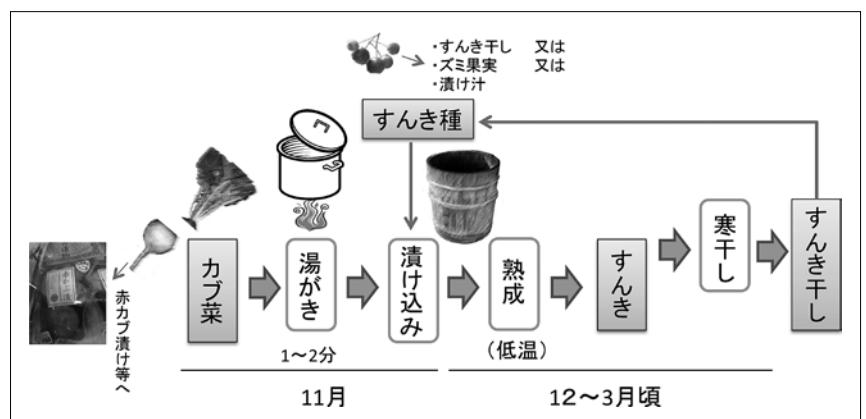 ・すんき干し　又は
・ズミ果実　又は
・漬け汁
すんき種
カブ菜
湯がき
漬け込み
熟成
すんき
寒干し
すんき干し
赤カブ漬け等へ
1～2分
(低温)
11月
12～3月頃